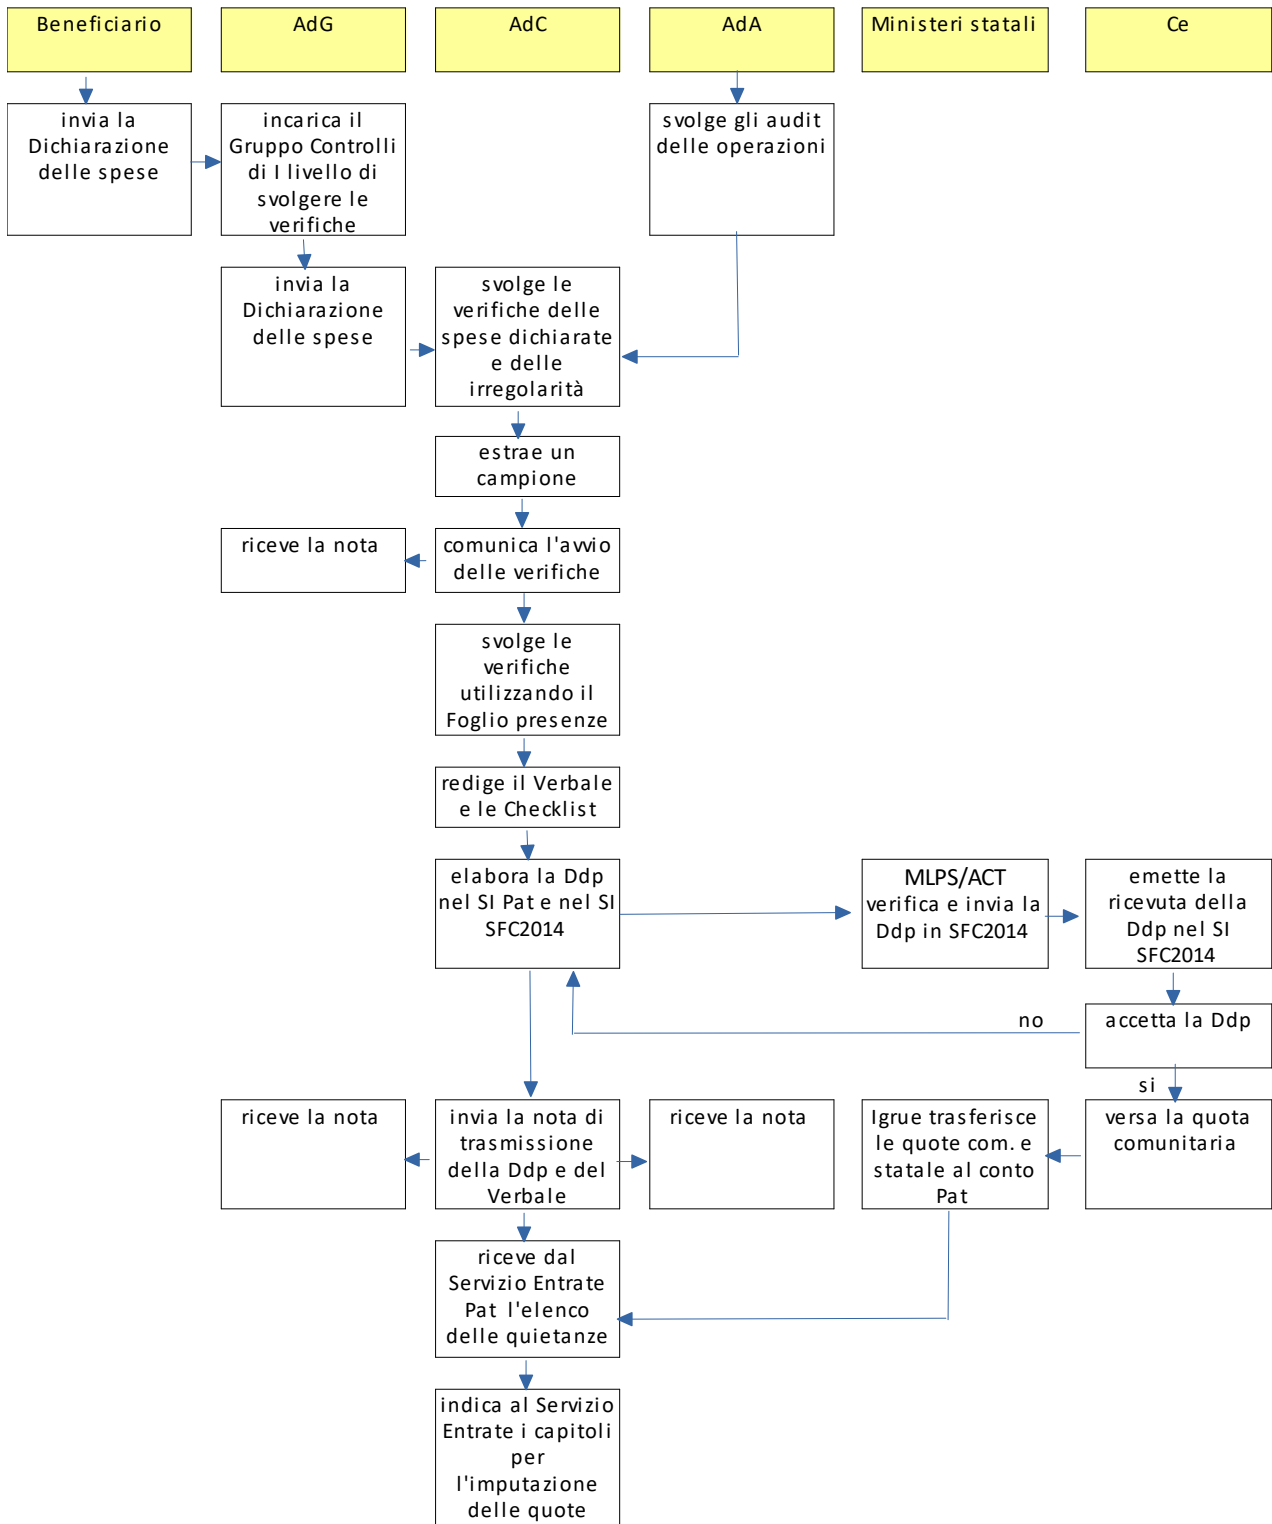 Beneficiario
AdG
AdC
AdA
Ministeri statali
Ce
invia la
Dichiarazione
delle spese
incarica il
Gruppo Controlli
di I livello di
svolgere le
verifiche
svolge gli audit
delle operazioni
invia la
Dichiarazione
delle spese
svolge le
verifiche delle
spese dichiarate
e delle
irregolarità
estrae un
campione
riceve la nota
comunica l'avvio
delle verifiche
svolge le
verifiche
utilizzando il
Foglio presenze
redige il Verbale
e le Checklist
elabora la Ddp
nel SI Pat e nel SI
SFC2014
MLPS/ACT
verifica e invia la
Ddp in SFC2014
emette la
ricevuta della
Ddp nel SI
SFC2014
no
accetta la Ddp
si
riceve la nota
invia la nota di
trasmissione
della Ddp e del
Verbale
riceve la nota
Igrue trasferisce
le quote com. e
statale al conto
Pat
versa la quota
comunitaria
riceve dal
Servizio Entrate
Pat l'elenco
delle quietanze
indica al Servizio
Entrate i capitoli
per
l'imputazione
delle quote